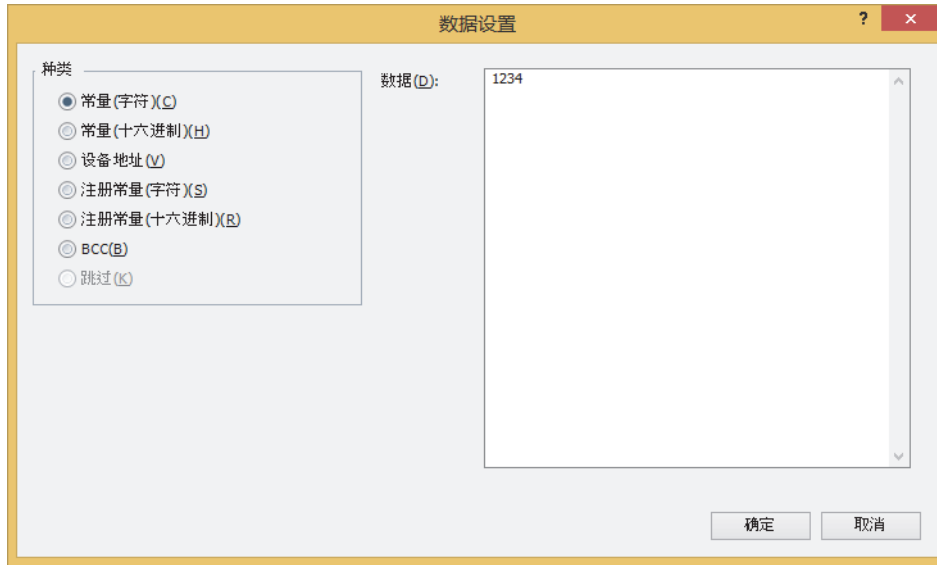 数据设置
?
×
种类
常量(字符)(C)
常量(十六进制)(H)
设备地址(V)
注册常量(字符)(S)
注册常量(十六进制)(R)
BCC(B)
跳过(K)
数据(D):
1234
确定
取消